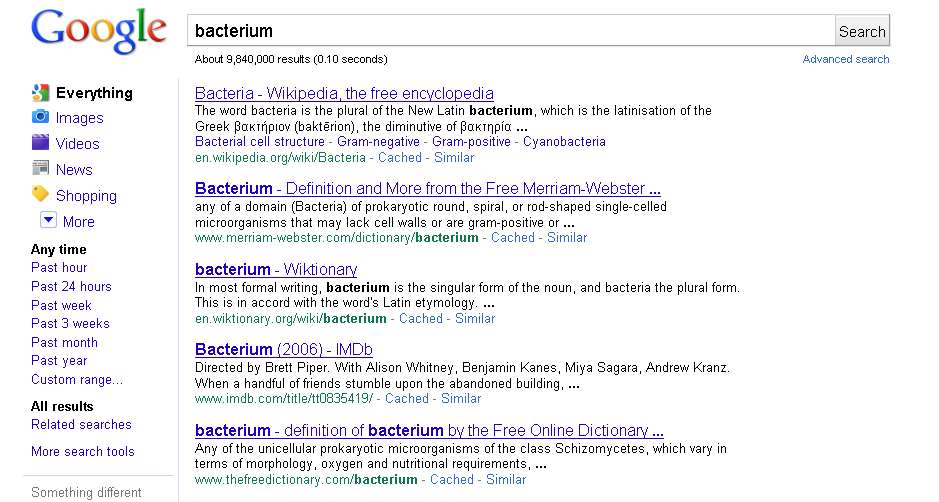 Google
bacterium
Search
About 9,840,000 results (0.10 seconds)
Advanced search
Everything
Images
Videos
News
Shopping
More
Any time
Past hour
Past 24 hours
Past week
Past 3 weeks
Past month
Past year
Custom range...
All results
Related searches
More search tools
Something different
Bacteria - Wikipedia, the free encyclopedia
The word bacteria is the plural of the New Latin bacterium, which is the latinisation of the
Greek βακτήριον (baktērion), the diminutive of βακτηρία ...
Bacterial cell structure - Gram-negative - Gram-positive - Cyanobacteria
en.wikipedia.org/wiki/Bacteria - Cached - Similar
Bacterium - Definition and More from the Free Merriam-Webster ...
any of a domain (Bacteria) of prokaryotic round, spiral, or rod-shaped single-celled
microorganisms that may lack cell walls or are gram-positive or ...
www.merriam-webster.com/dictionary/bacterium - Cached - Similar
bacterium - Wiktionary
In most formal writing, bacterium is the singular form of the noun, and bacteria the plural form.
This is in accord with the word's Latin etymology. ...
en.wiktionary.org/wiki/bacterium - Cached - Similar
Bacterium (2006) - IMDb
Directed by Brett Piper. With Alison Whitney, Benjamin Kanes, Miya Sagara, Andrew Kranz.
When a handful of friends stumble upon the abandoned building, ...
www.imdb.com/title/tt0835419/ - Cached - Similar
bacterium - definition of bacterium by the Free Online Dictionary ...
Any of the unicellular prokaryotic microorganisms of the class Schizomycetes, which vary in
terms of morphology, oxygen and nutritional requirements, ...
www.thefreedictionary.com/bacterium - Cached - Similar